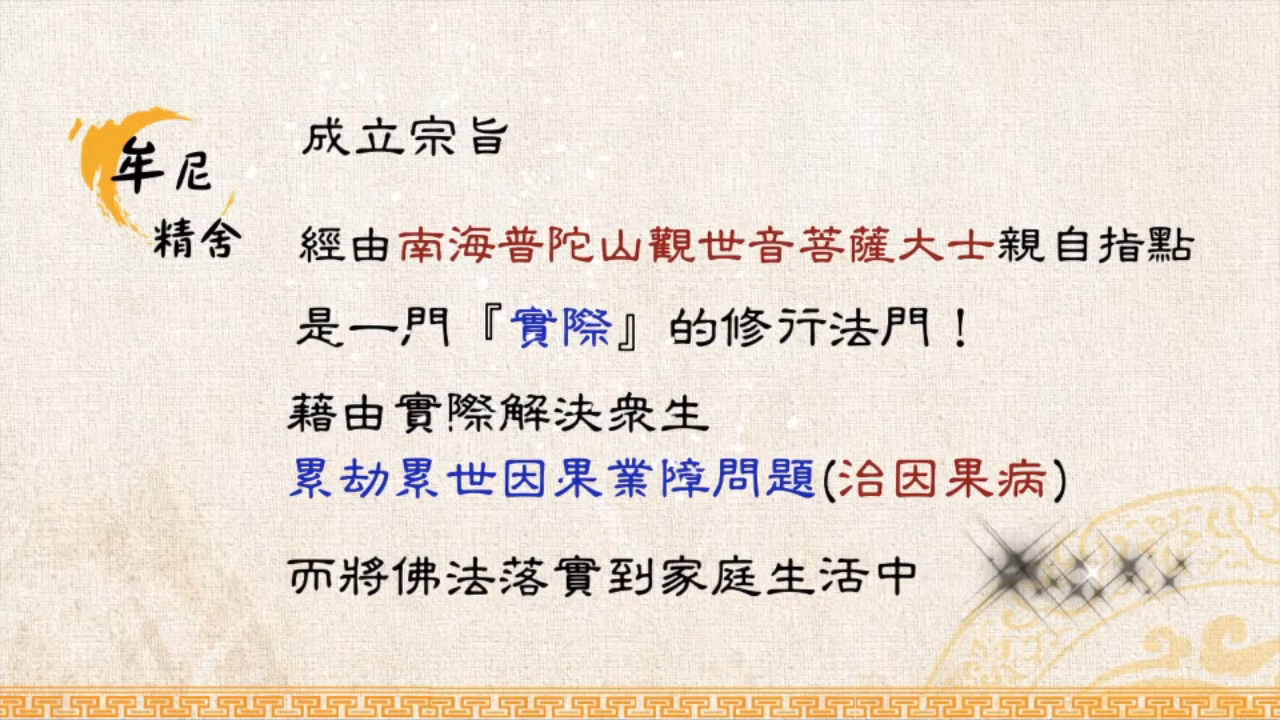 牟尼
精舍
成立宗旨
經由南海普陀山觀世音菩薩大士親自指點
是一門『實際』的修行法門！
藉由實際解決眾生
累劫累世因果業障問題(治因果病)
而將佛法落實到家庭生活中